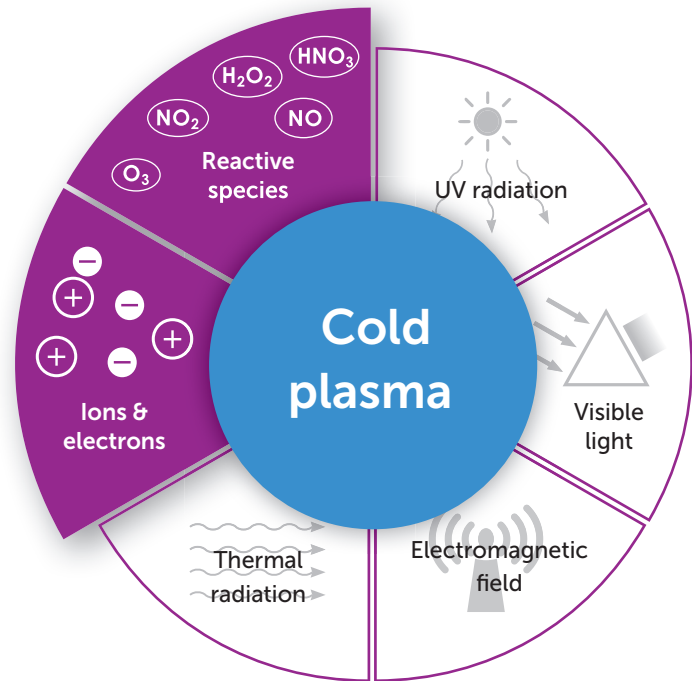 HNO₃
H₂O₂
NO₂
NO
O₃
Reactive
species
UV radiation
Cold
plasma
Visible
light
Ions &
electrons
Electromagnetic
field
Thermal
radiation